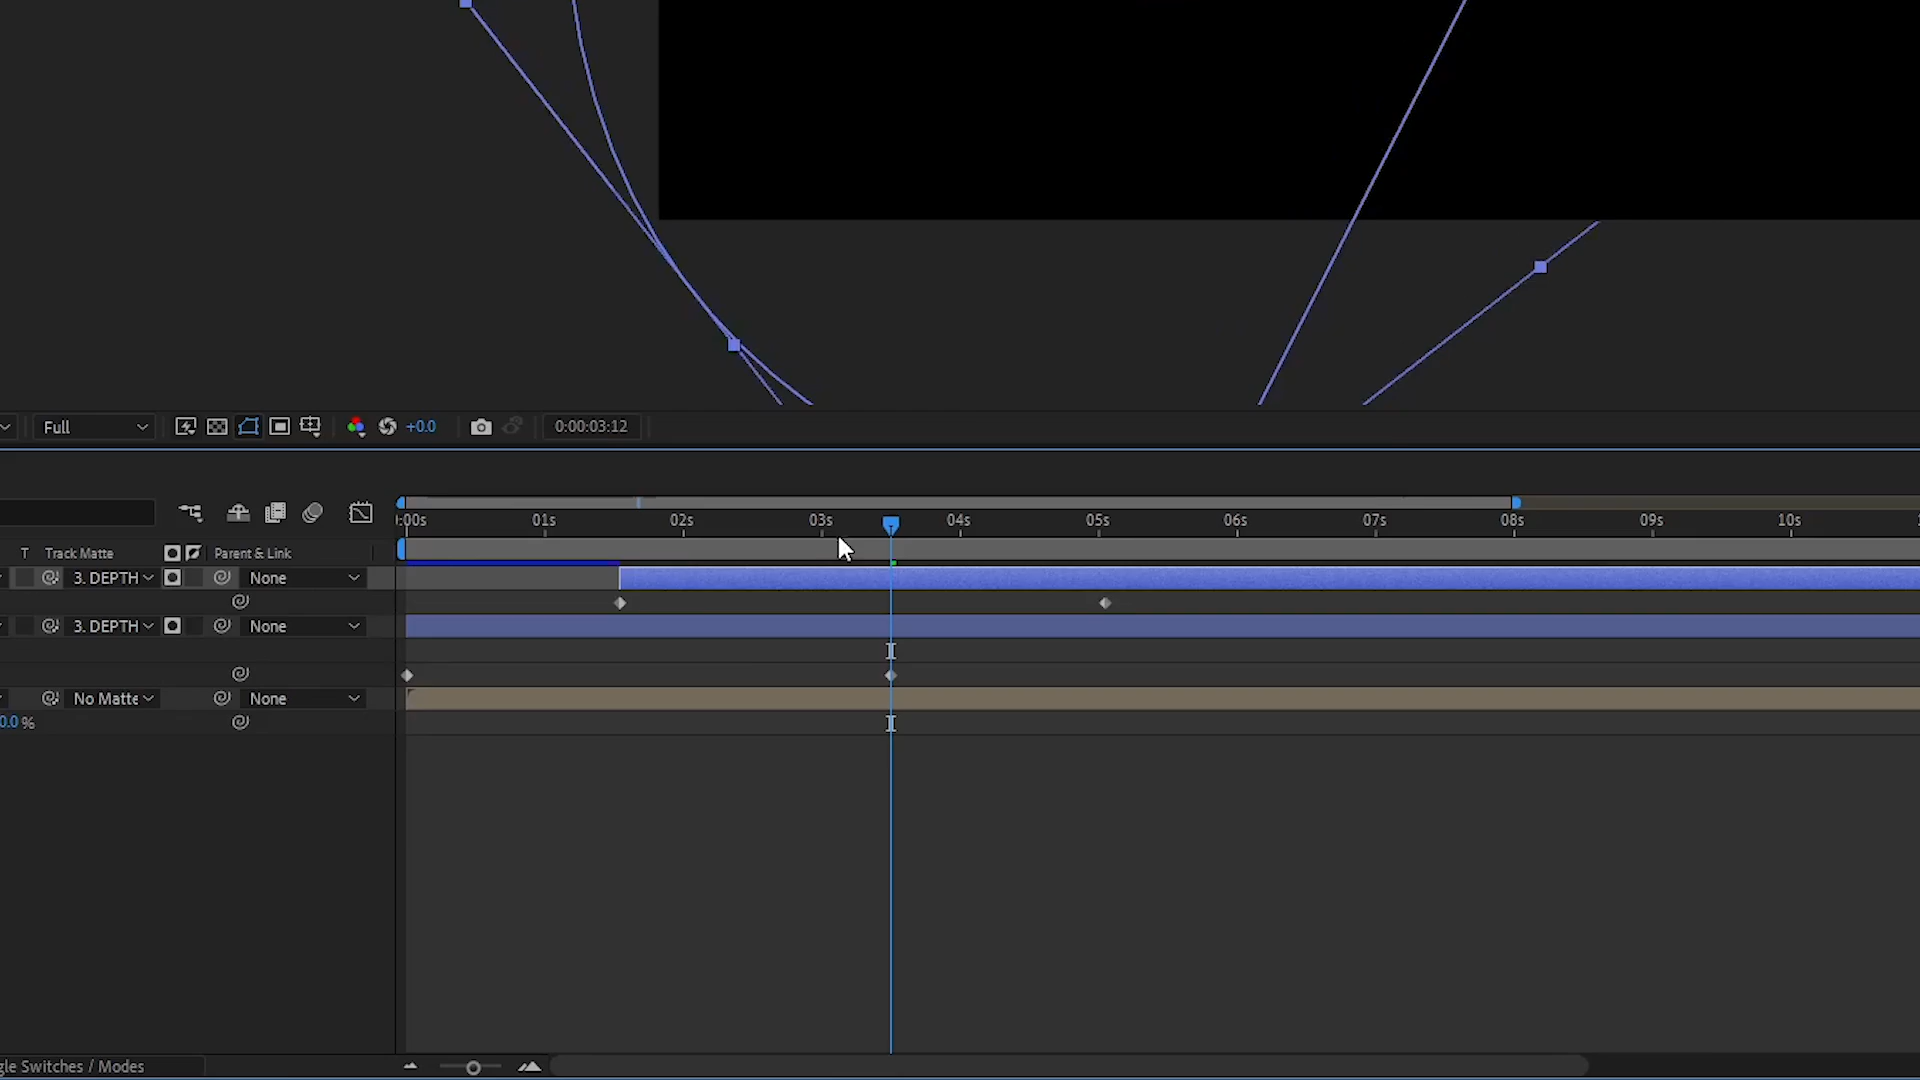 Full +0.0 0:00:03:12
:00s 01s 02s 03s 04s 05s 06s 07s 08s 09s 10s
T Track Matte Parent & Link
3. DEPTH None
3. DEPTH None
No Matte None
0.0 %
gle Switches / Modes